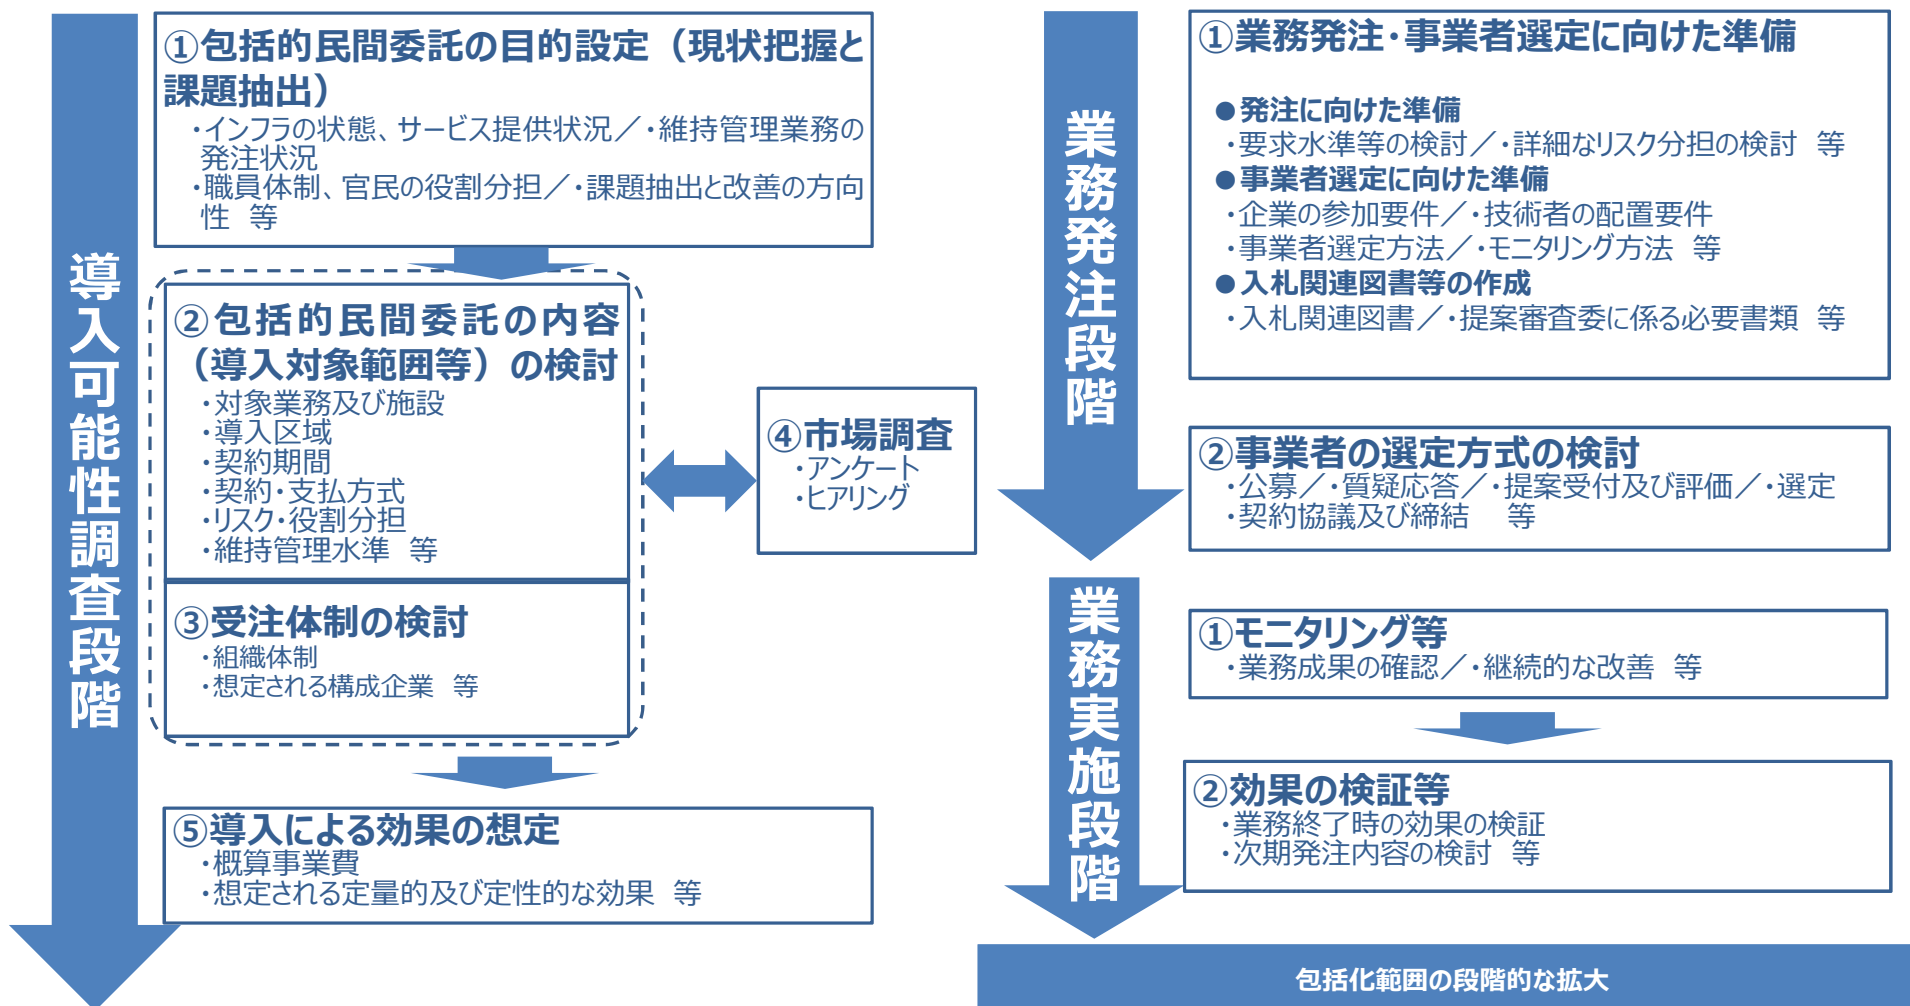 導入可能性調査段階
①包括的民間委託の目的設定（現状把握と
課題抽出）
・インフラの状態、サービス提供状況／・維持管理業務の
発注状況
・職員体制、官民の役割分担／・課題抽出と改善の方向
性　等
②包括的民間委託の内容
（導入対象範囲等）の検討
・対象業務及び施設
・導入区域
・契約期間
・契約・支払方式
・リスク・役割分担
・維持管理水準　等
③受注体制の検討
・組織体制
・想定される構成企業　等
④市場調査
・アンケート
・ヒアリング
⑤導入による効果の想定
・概算事業費
・想定される定量的及び定性的な効果　等
業務発注段階
①業務発注・事業者選定に向けた準備
●発注に向けた準備
・要求水準等の検討／・詳細なリスク分担の検討　等
●事業者選定に向けた準備
・企業の参加要件／・技術者の配置要件
・事業者選定方法／・モニタリング方法　等
●入札関連図書等の作成
・入札関連図書／・提案審査委に係る必要書類　等
②事業者の選定方式の検討
・公募／・質疑応答／・提案受付及び評価／・選定
・契約協議及び締結　等
業務実施段階
①モニタリング等
・業務成果の確認／・継続的な改善　等
②効果の検証等
・業務終了時の効果の検証
・次期発注内容の検討　等
包括化範囲の段階的な拡大